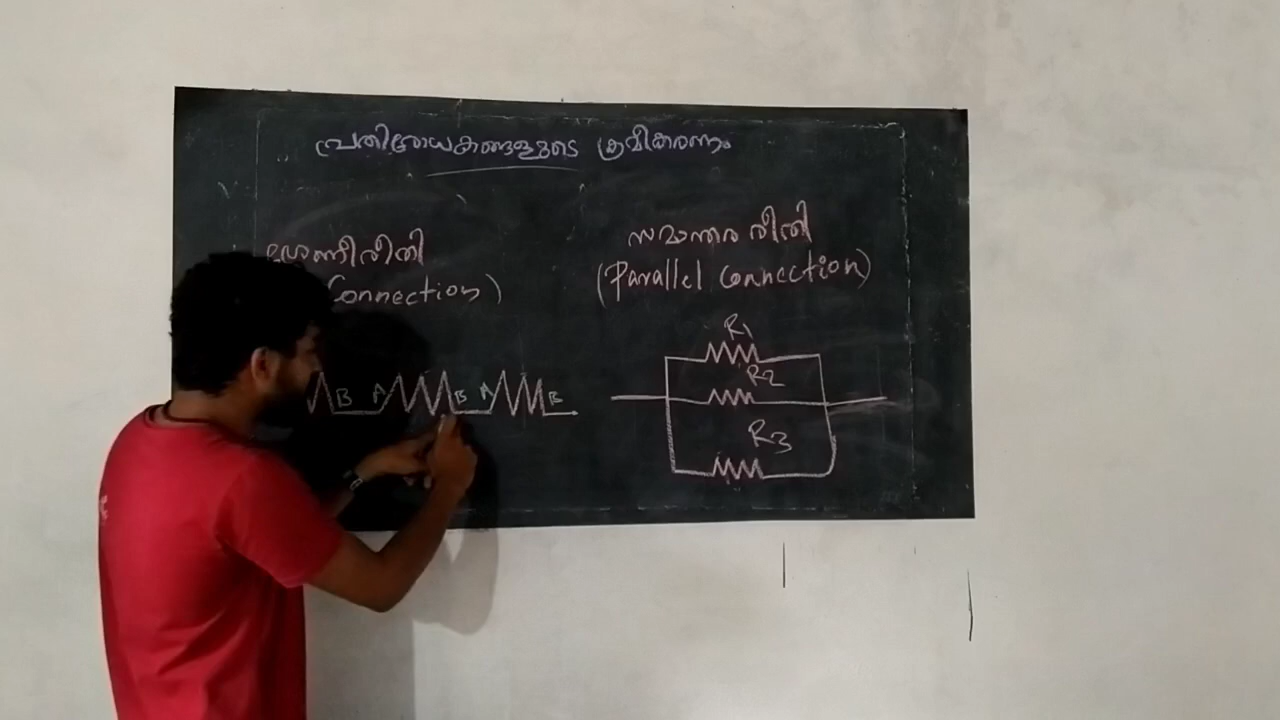 പ്രതിരോധകങ്ങളുടെ ക്രമീകരണം
ശ്രേണീരീതി
Connection)
സമാന്തര രീതി
(Parallel Connection)
B A B A B
R1
R2
R3